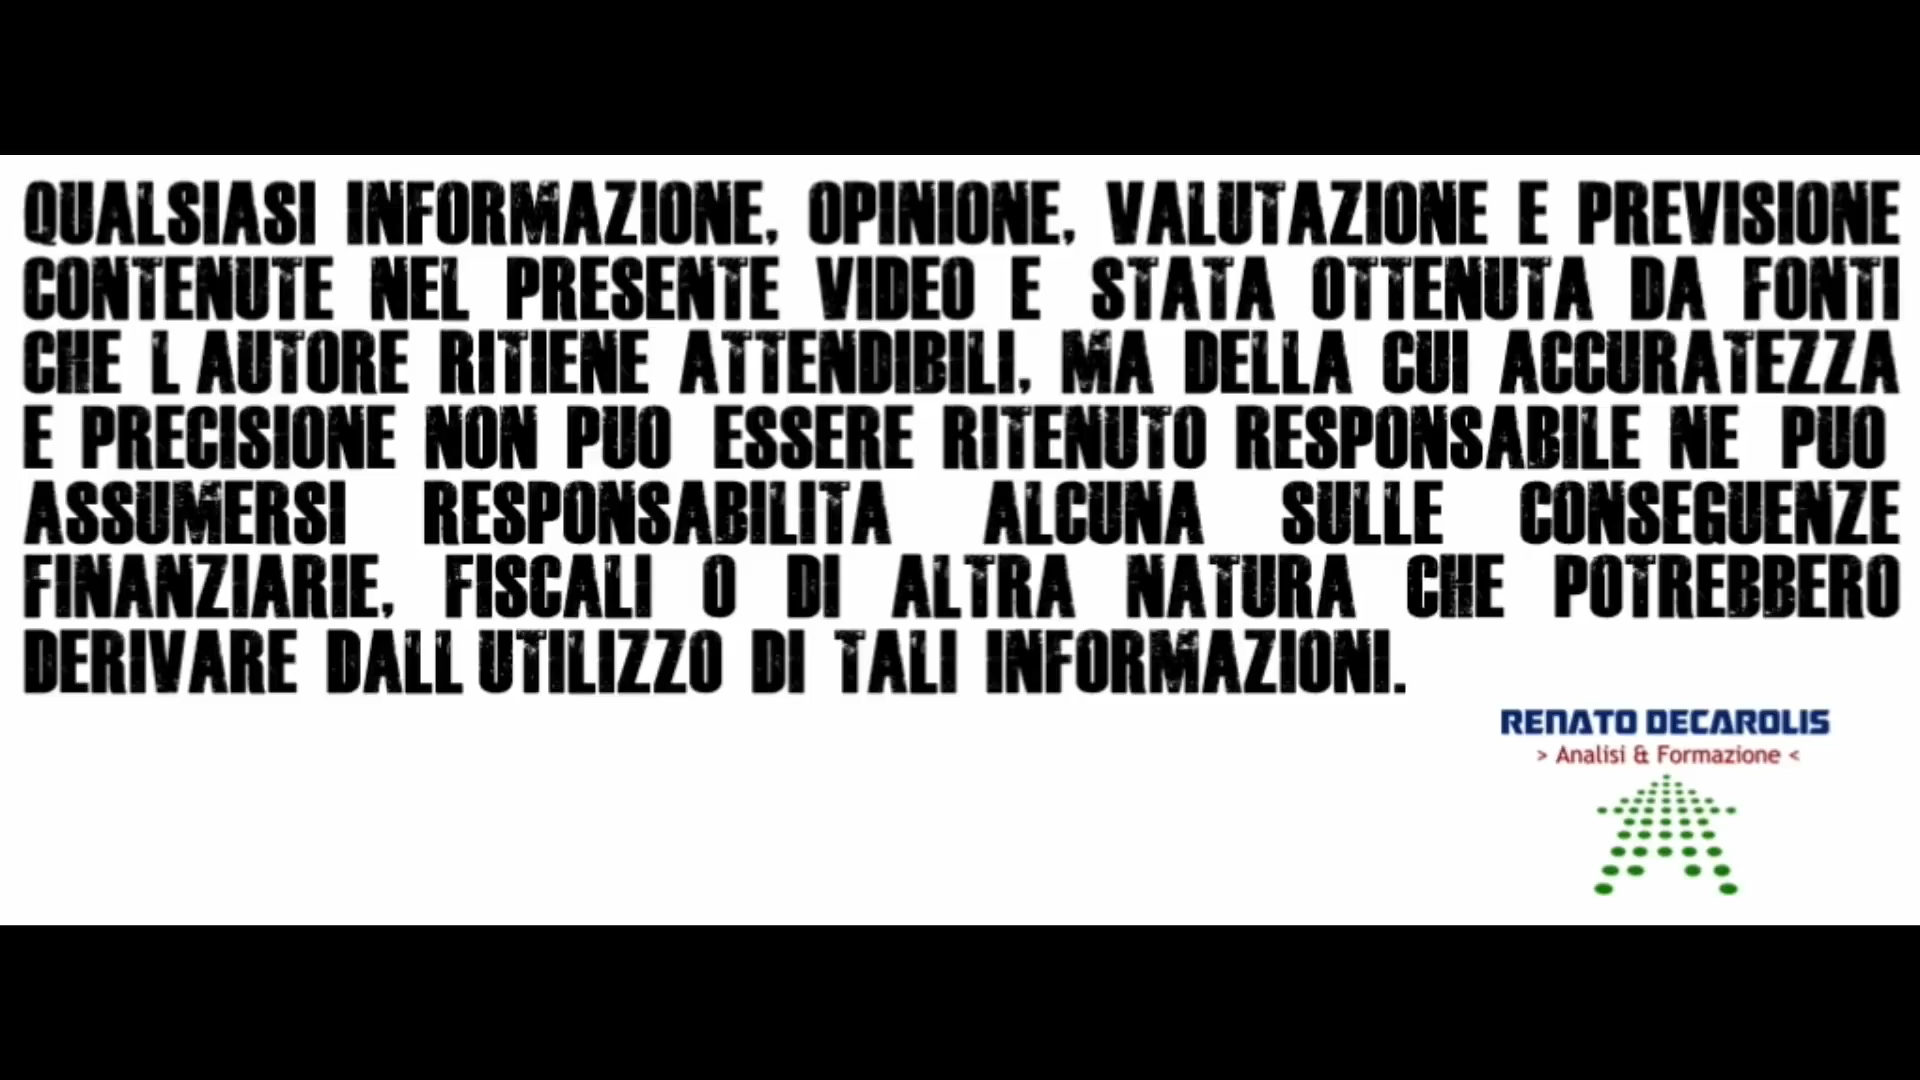 QUALSIASI INFORMAZIONE, OPINIONE, VALUTAZIONE E PREVISIONE
CONTENUTE NEL PRESENTE VIDEO E STATA OTTENUTA DA FONTI
CHE L AUTORE RITIENE ATTENDIBILI, MA DELLA CUI ACCURATEZZA
E PRECISIONE NON PUO ESSERE RITENUTO RESPONSABILE NE PUO
ASSUMERSI RESPONSABILITA ALCUNA SULLE CONSEGUENZE
FINANZIARIE, FISCALI O DI ALTRA NATURA CHE POTREBBERO
DERIVARE DALL UTILIZZO DI TALI INFORMAZIONI.
RENATO DECAROLIS
> Analisi & Formazione <